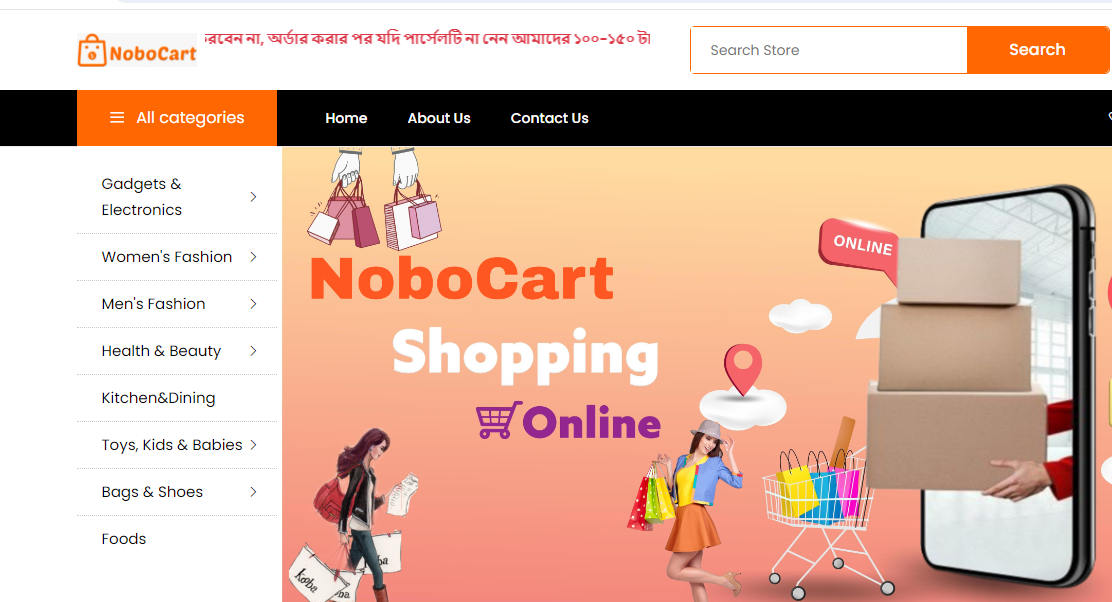 NoboCart
রবেন না, অর্ডার করার পর যদি পার্সেলটি না নেন আমাদের ১০০-১৫০
Search Store
Search
All categories
Home
About Us
Contact Us
Gadgets &
Electronics
Women's Fashion
Men's Fashion
Health & Beauty
Kitchen&Dining
Toys, Kids & Babies
Bags & Shoes
Foods
NoboCart
Shopping
Online
ONLINE
koba